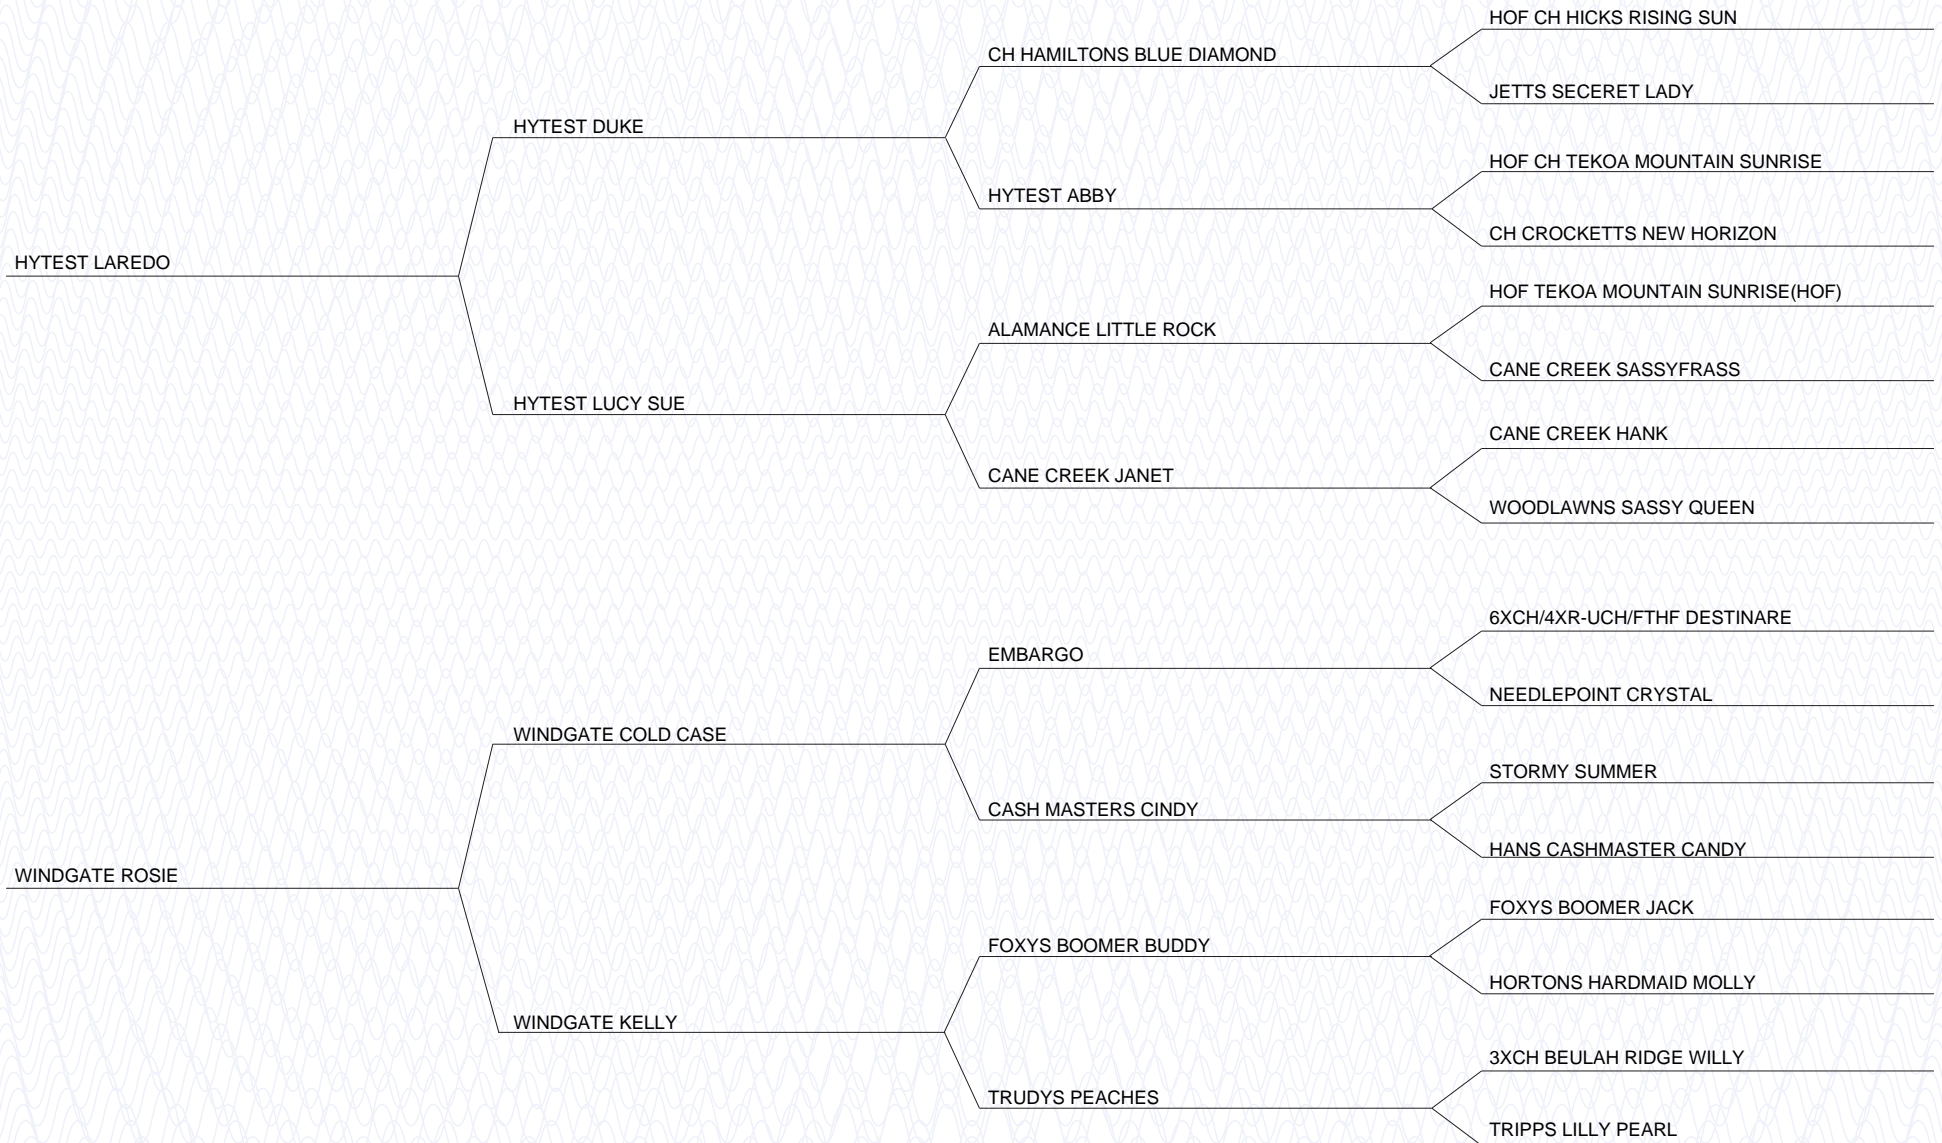 HOF CH HICKS RISING SUN
CH HAMILTONS BLUE DIAMOND
JETTS SECERET LADY
HYTEST DUKE
HOF CH TEKOA MOUNTAIN SUNRISE
HYTEST ABBY
CH CROCKETTS NEW HORIZON
HYTEST LAREDO
HOF TEKOA MOUNTAIN SUNRISE(HOF)
ALAMANCE LITTLE ROCK
CANE CREEK SASSYFRASS
HYTEST LUCY SUE
CANE CREEK HANK
CANE CREEK JANET
WOODLAWNS SASSY QUEEN
6XCH/4XR-UCH/FTHF DESTINARE
EMBARGO
NEEDLEPOINT CRYSTAL
WINDGATE COLD CASE
STORMY SUMMER
CASH MASTERS CINDY
HANS CASHMASTER CANDY
WINDGATE ROSIE
FOXYS BOOMER JACK
FOXYS BOOMER BUDDY
HORTONS HARDMAID MOLLY
WINDGATE KELLY
3XCH BEULAH RIDGE WILLY
TRUDYS PEACHES
TRIPPS LILLY PEARL